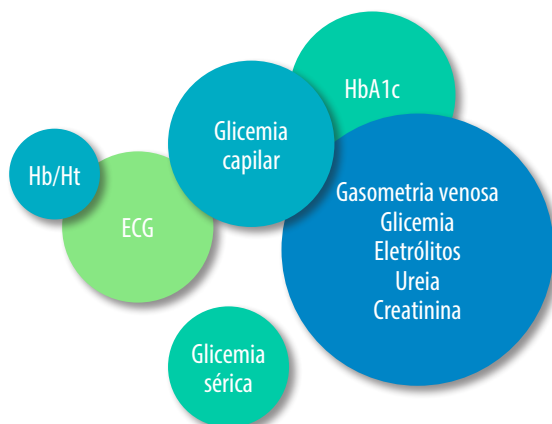 HbA1c
Glicemia
capilar
Hb/Ht
ECG
Gasometria venosa
Glicemia
Eletrólitos
Ureia
Creatinina
Glicemia
sérica